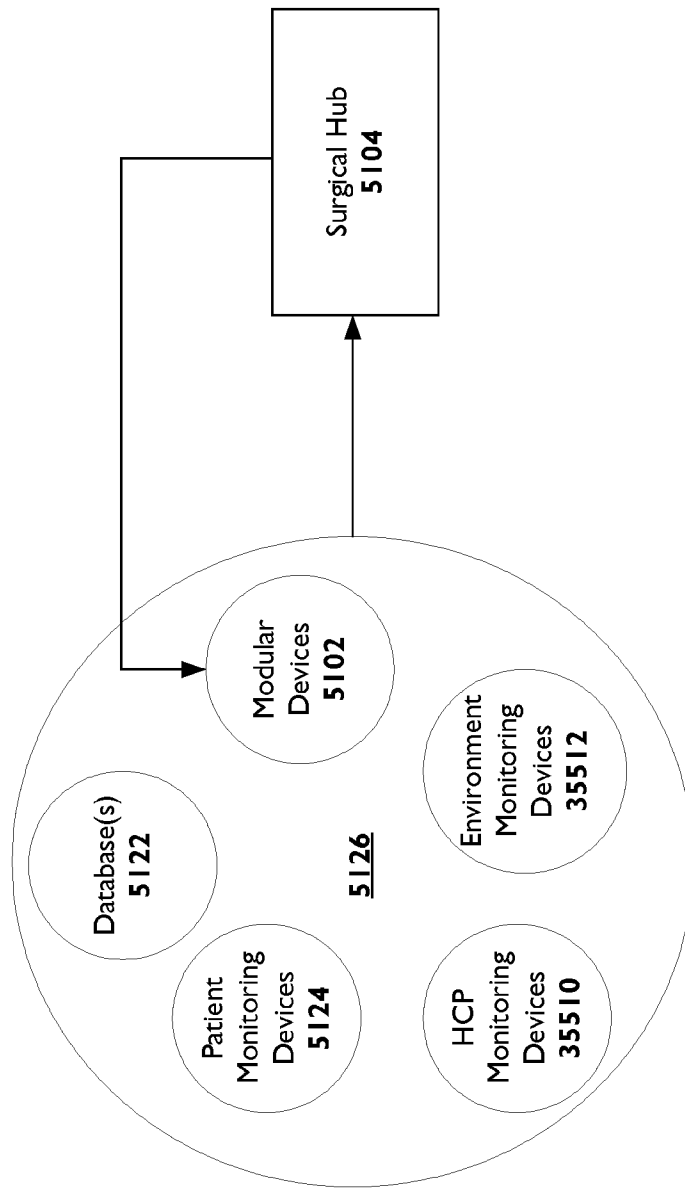 Database(s)
5122
Modular
Devices
5102
Surgical Hub
5104
Patient
Monitoring
Devices
5124
5126
HCP
Monitoring
Devices
35510
Environment
Monitoring
Devices
35512